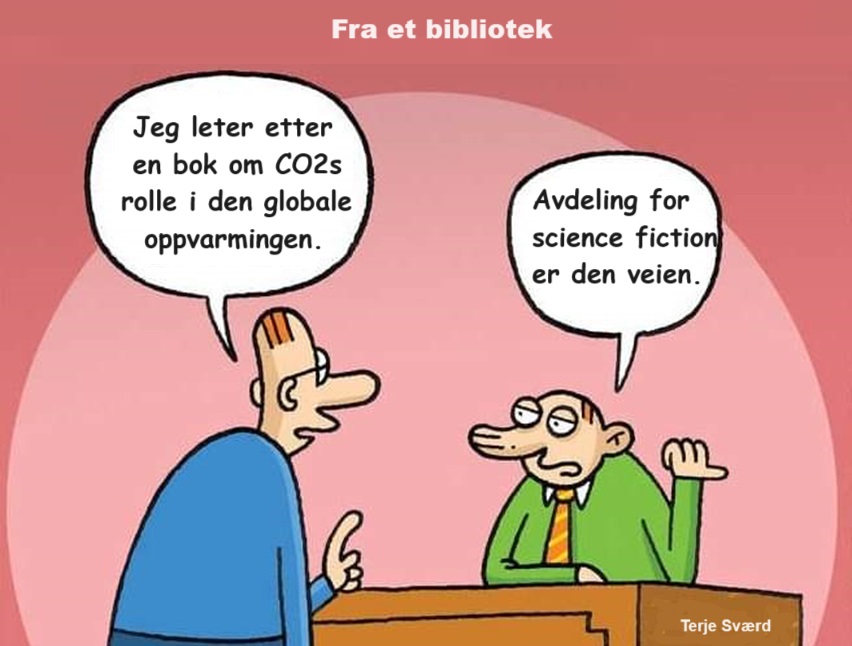 Fra et bibliotek
Jeg leter etter
en bok om CO2s
rolle i den globale
oppvarmingen.
Avdeling for
science fiction
er den veien.
Terje Sværd